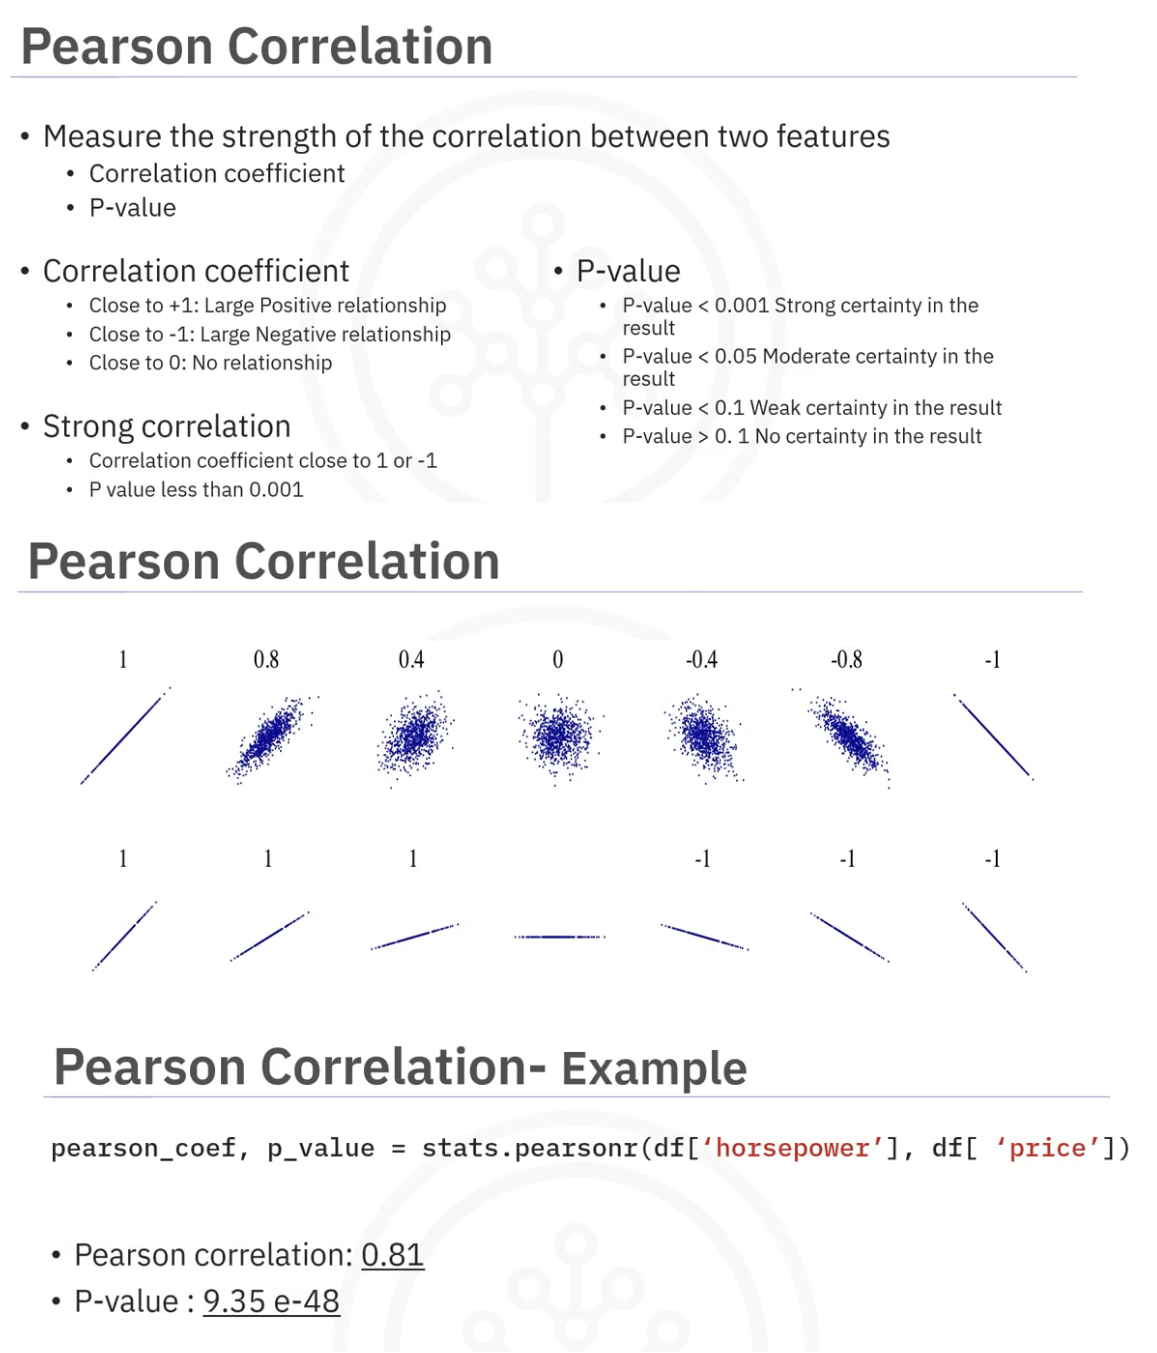 Pearson Correlation
• Measure the strength of the correlation between two features
• Correlation coefficient
• P-value
• Correlation coefficient
• Close to +1: Large Positive relationship
• Close to -1: Large Negative relationship
• Close to 0: No relationship
• Strong correlation
• Correlation coefficient close to 1 or -1
• P value less than 0.001
• P-value
• P-value < 0.001 Strong certainty in the
result
• P-value < 0.05 Moderate certainty in the
result
• P-value < 0.1 Weak certainty in the result
• P-value > 0. 1 No certainty in the result
Pearson Correlation
1 0.8 0.4 0 -0.4 -0.8 -1
1 1 1 -1 -1 -1
Pearson Correlation- Example
pearson_coef, p_value = stats.pearsonr(df[‘horsepower’], df[ ‘price’])
• Pearson correlation: 0.81
• P-value : 9.35 e-48